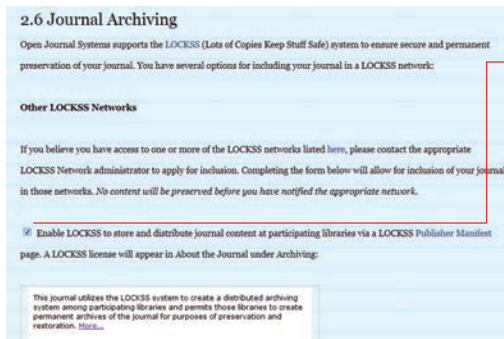 2.6 Journal Archiving
Open Journal Systems supports the LOCKSS (Lots of Copies Keep Stuff Safe) system to ensure secure and permanent
preservation of your journal. You have several options for including your journal in a LOCKSS network:
Other LOCKSS Networks
If you believe you have access to one or more of the LOCKSS networks listed here, please contact the appropriate
LOCKSS Network administrator to apply for inclusion. Completing the form below will allow for inclusion of your journal
in those networks. No content will be preserved before you have notified the appropriate network.
Enable LOCKSS to store and distribute journal content at participating libraries via a LOCKSS Publisher Manifest
page. A LOCKSS license will appear in About the Journal under Archiving:
This journal utilizes the LOCKSS system to create a distributed archiving
system among participating libraries and permits those libraries to create
permanent archives of the journal for purposes of preservation and
restoration. More...